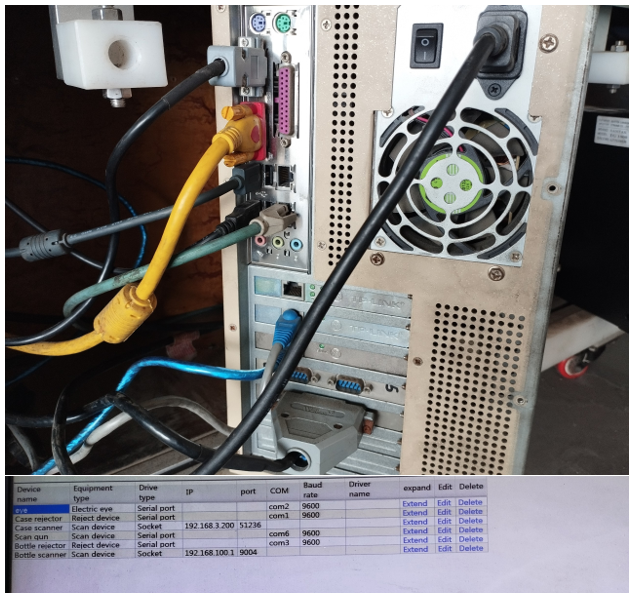 TP-LINK
5
Device name Equipment type Drive type IP port COM Baud rate Driver name expand Edit Delete
eye Electric eye Serial port com2 9600 Extend Edit Delete
Case rejector Reject device Serial port com1 9600 Extend Edit Delete
Case scanner Scan device Socket 192.168.3.200 51236 Extend Edit Delete
Scan gun Scan device Serial port com6 9600 Extend Edit Delete
Bottle rejector Reject device Serial port com3 9600 Extend Edit Delete
Bottle scanner Scan device Socket 192.168.100.1 9004 Extend Edit Delete